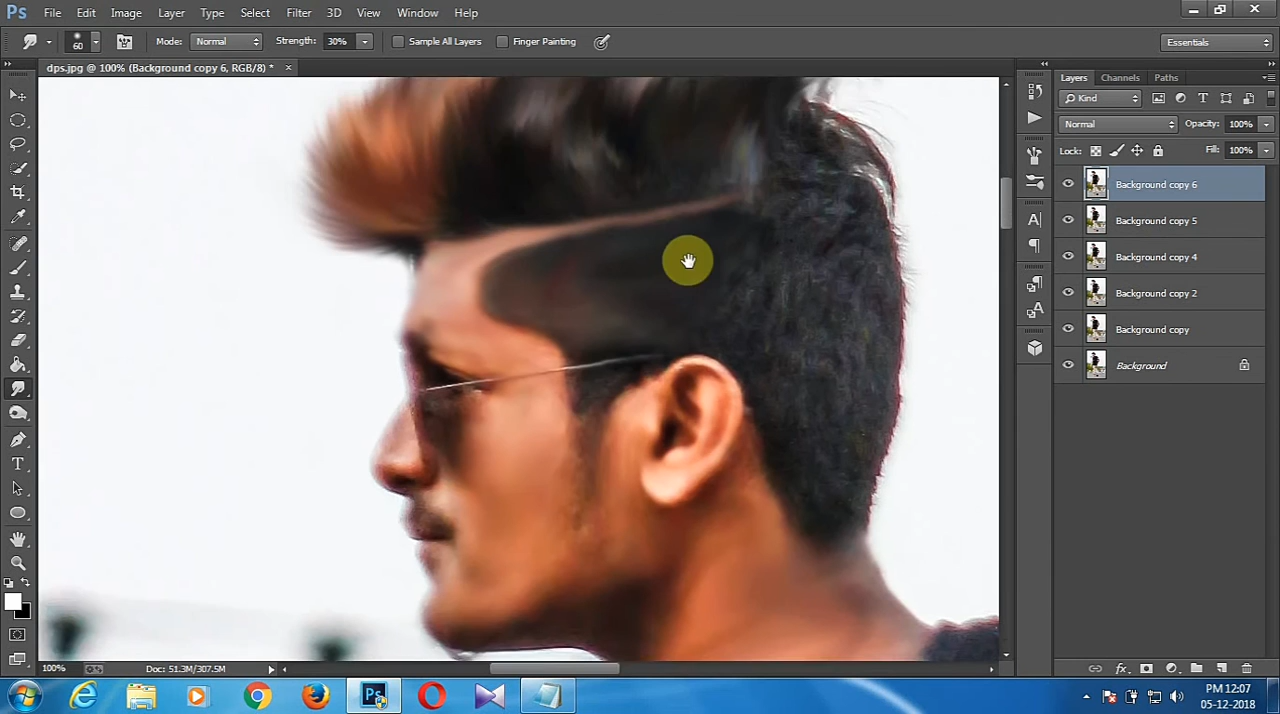 Ps File Edit Image Layer Type Select Filter 3D View Window Help
60 Mode: Normal Strength: 30% Sample All Layers Finger Painting Essentials
dps.jpg @ 100% (Background copy 6, RGB/8) * ×
Layers Channels Paths
Kind
Normal Opacity: 100%
Lock: Fill: 100%
Background copy 6
Background copy 5
Background copy 4
Background copy 2
Background copy
Background
100% Doc: 51.3M/307.5M
PM 12:07
05-12-2018